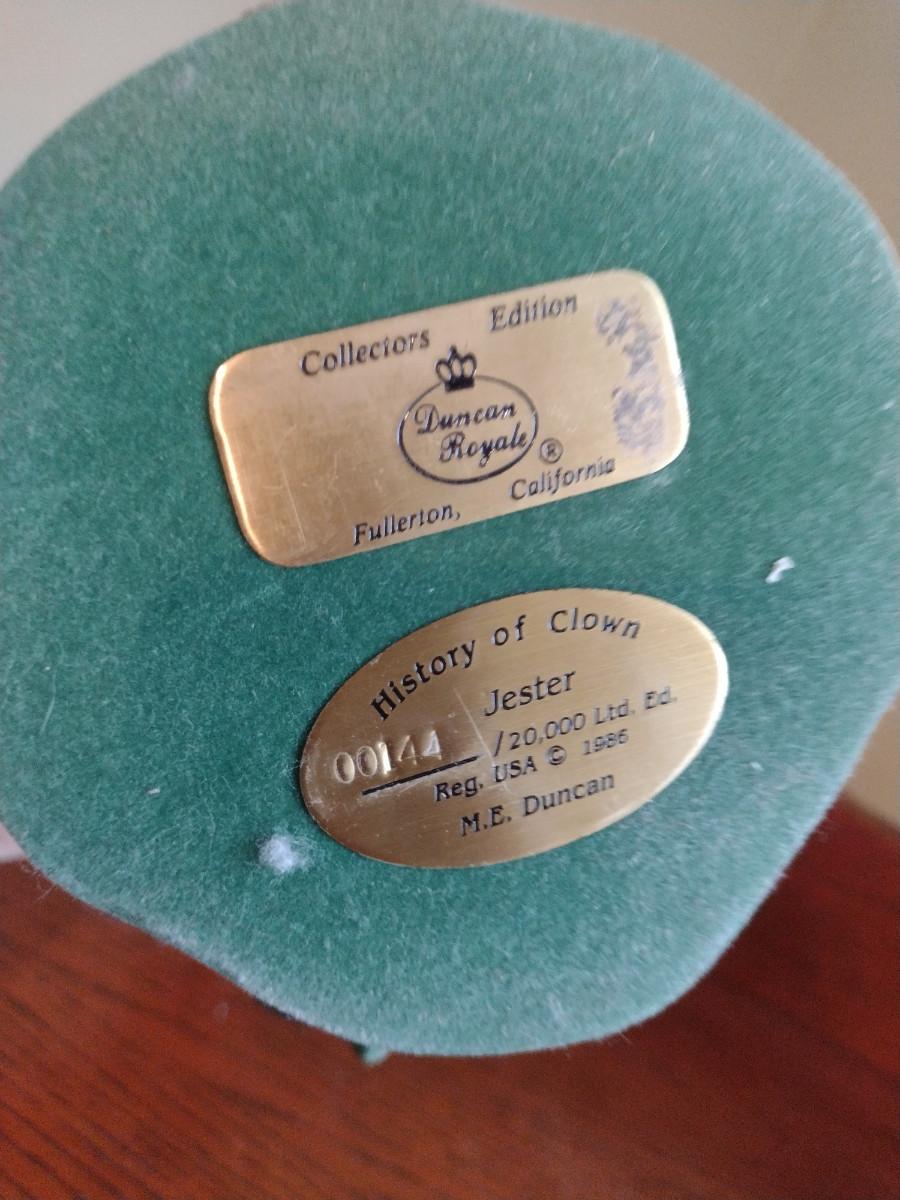 Collectors Edition
Duncan
Royale ®
Fullerton, California
History of Clown
Jester
00144 /20,000 Ltd. Ed.
Reg. USA © 1986
M.E. Duncan